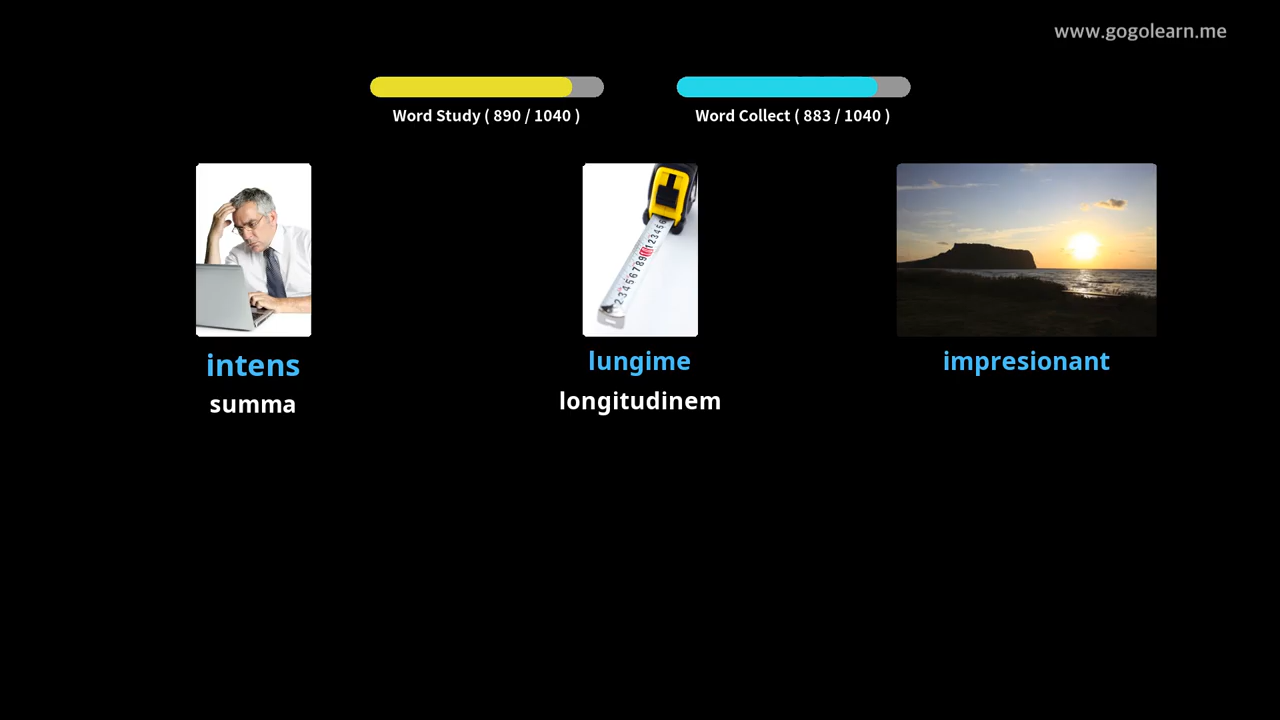 www.gogolearn.me
Word Study ( 890 / 1040 )
Word Collect ( 883 / 1040 )
intens
summa
lungime
longitudinem
impresionant